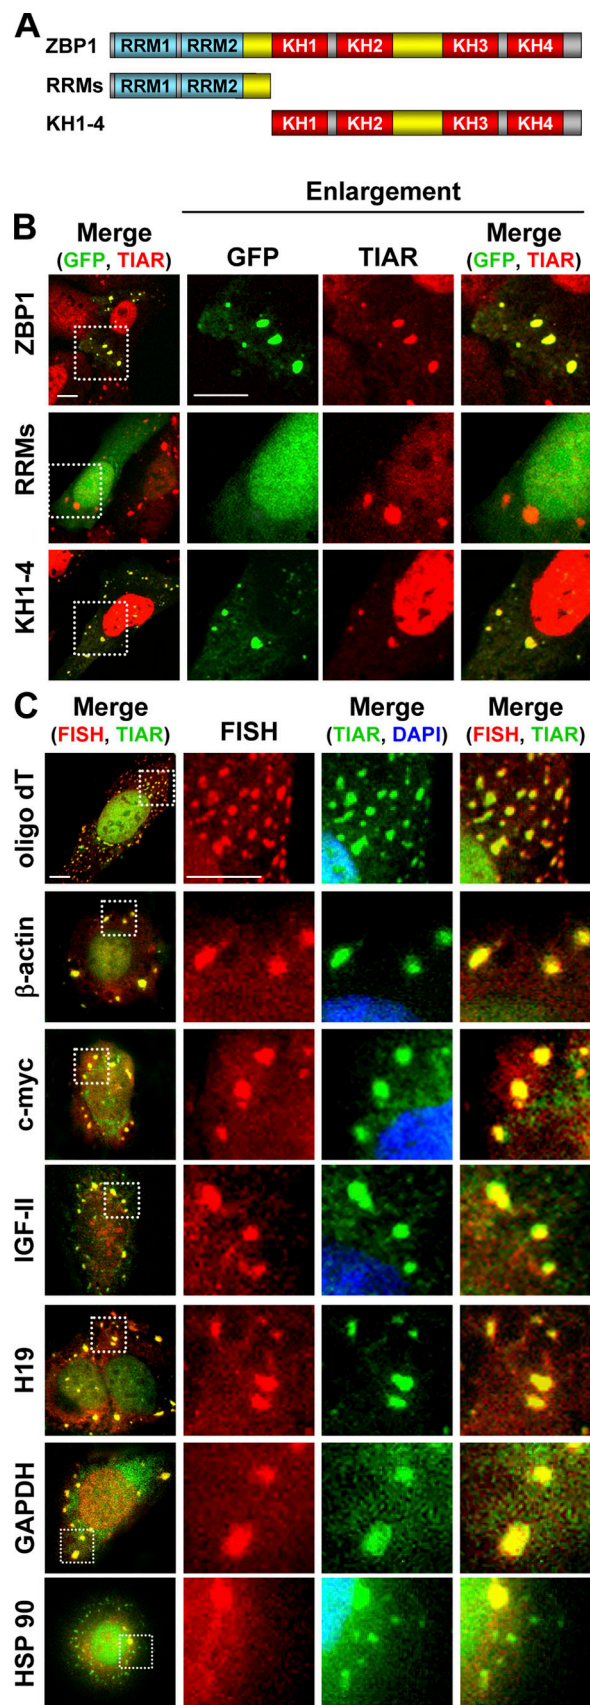 A
ZBP1 RRM1 RRM2 KH1 KH2 KH3 KH4
RRMs RRM1 RRM2
KH1-4 KH1 KH2 KH3 KH4
Enlargement
B
Merge GFP TIAR Merge
(GFP, TIAR) (GFP, TIAR)
ZBP1
RRMs
KH1-4
C
Merge FISH Merge Merge
(FISH, TIAR) (TIAR, DAPI) (FISH, TIAR)
oligo dT
β-actin
c-myc
IGF-II
H19
GAPDH
HSP 90